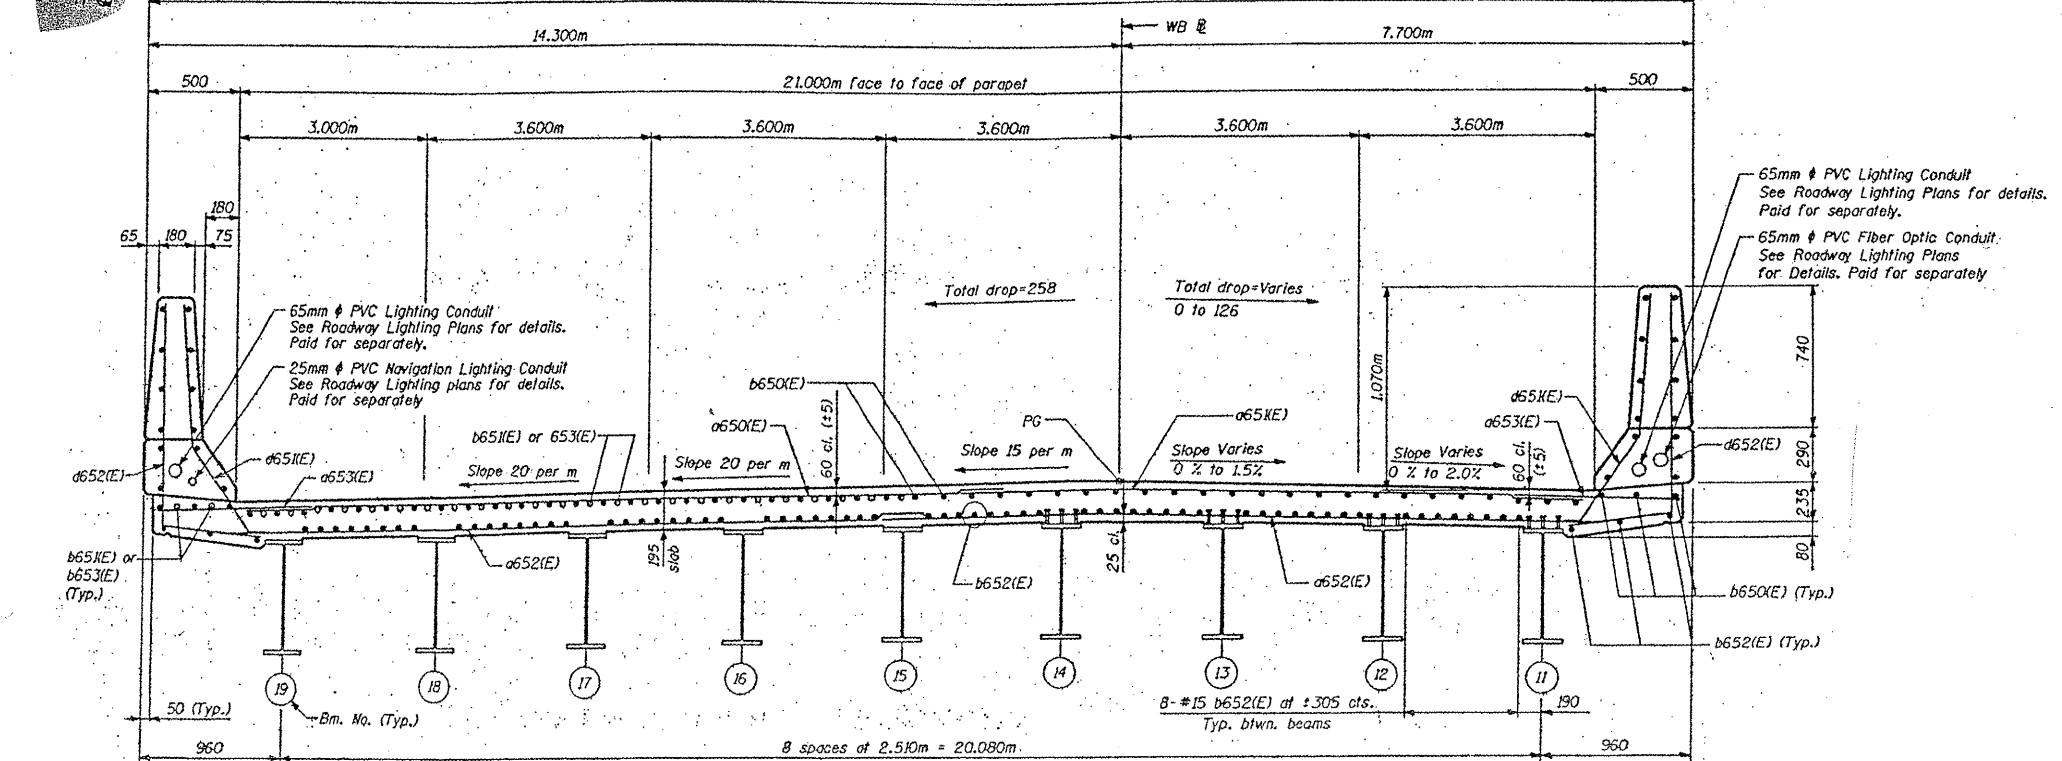 WB ⅊
14.300m
7.700m
500
21.000m face to face of parapet
500
3.000m
3.600m
3.600m
3.600m
3.600m
3.600m
65mm ϕ PVC Lighting Conduit
See Roadway Lighting Plans for details.
Paid for separately.
65mm ϕ PVC Fiber Optic Conduit.
See Roadway Lighting Plans
for Details. Paid for separately
180
65
180
75
Total drop=258
Total drop=Varies
0 to 126
65mm ϕ PVC Lighting Conduit
See Roadway Lighting Plans for details.
Paid for separately.
25mm ϕ PVC Navigation Lighting Conduit
See Roadway Lighting plans for details.
Paid for separately
1.070m
740
b650(E)
60 cl. (±5)
a650(E)
b651(E) or 653(E)
PG
a651(E)
d651(E)
a653(E)
d652(E)
d651(E)
a653(E)
d652(E)
Slope 20 per m
Slope 20 per m
Slope 15 per m
Slope Varies
0 % to 1.5%
Slope Varies
0 % to 2.0%
60 cl.
(±5)
290
235
80
b651(E) or
b653(E)
(Typ.)
a652(E)
195
slab
b652(E)
25 cl.
a652(E)
b650(E) (Typ.)
b652(E) (Typ.)
19
18
17
16
15
14
13
12
11
50 (Typ.)
Bm. No. (Typ.)
8- #15 b652(E) at ±305 cts.
Typ. btwn. beams
190
960
8 spaces at 2.510m = 20.080m
960